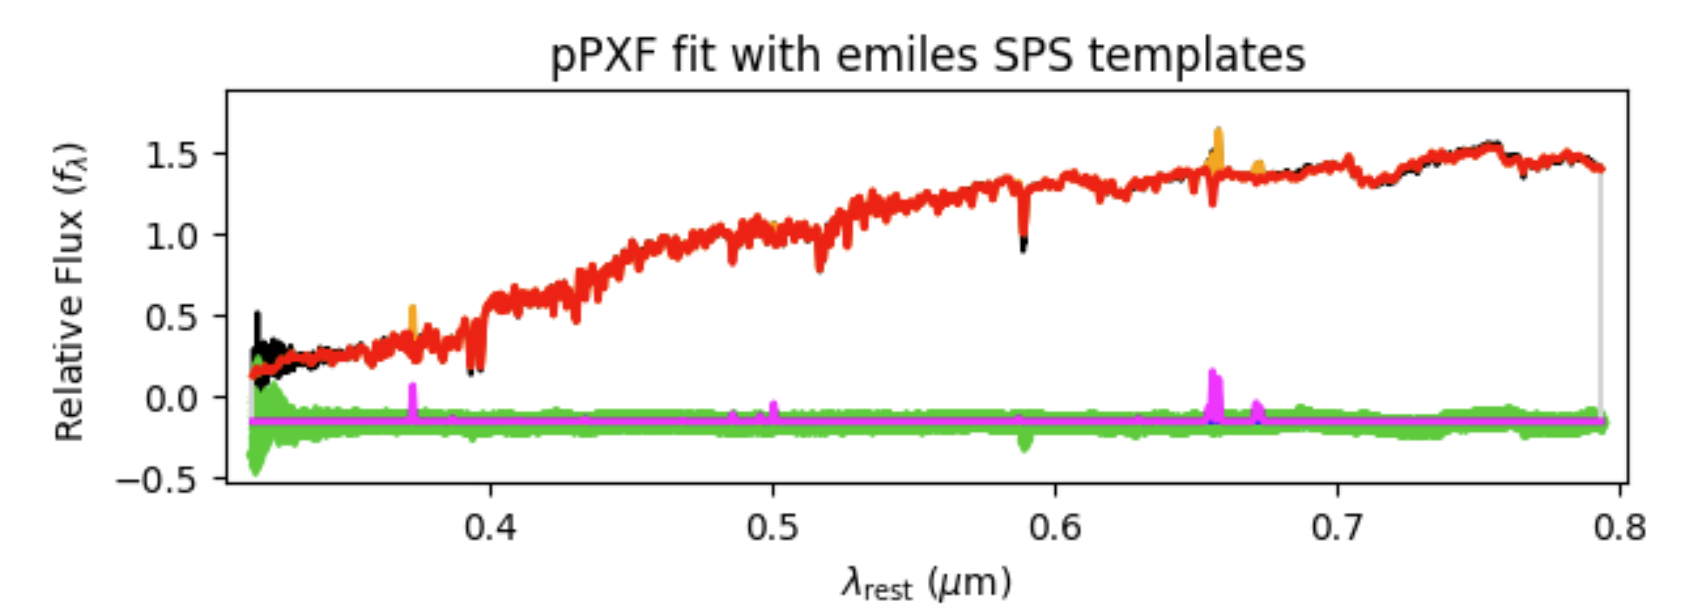 pPXF fit with emiles SPS templates
Relative Flux (fλ)
1.5
1.0
0.5
0.0
−0.5
0.4 0.5 0.6 0.7 0.8
λrest (μm)